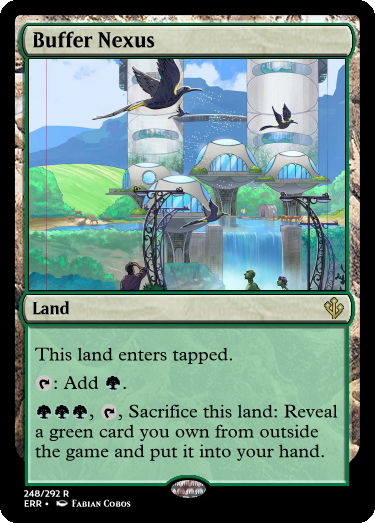 Buffer Nexus
Land
This land enters tapped.
: Add .
, , Sacrifice this land: Reveal
a green card you own from outside
the game and put it into your hand.
248/292 R
ERR • Fabian Cobos